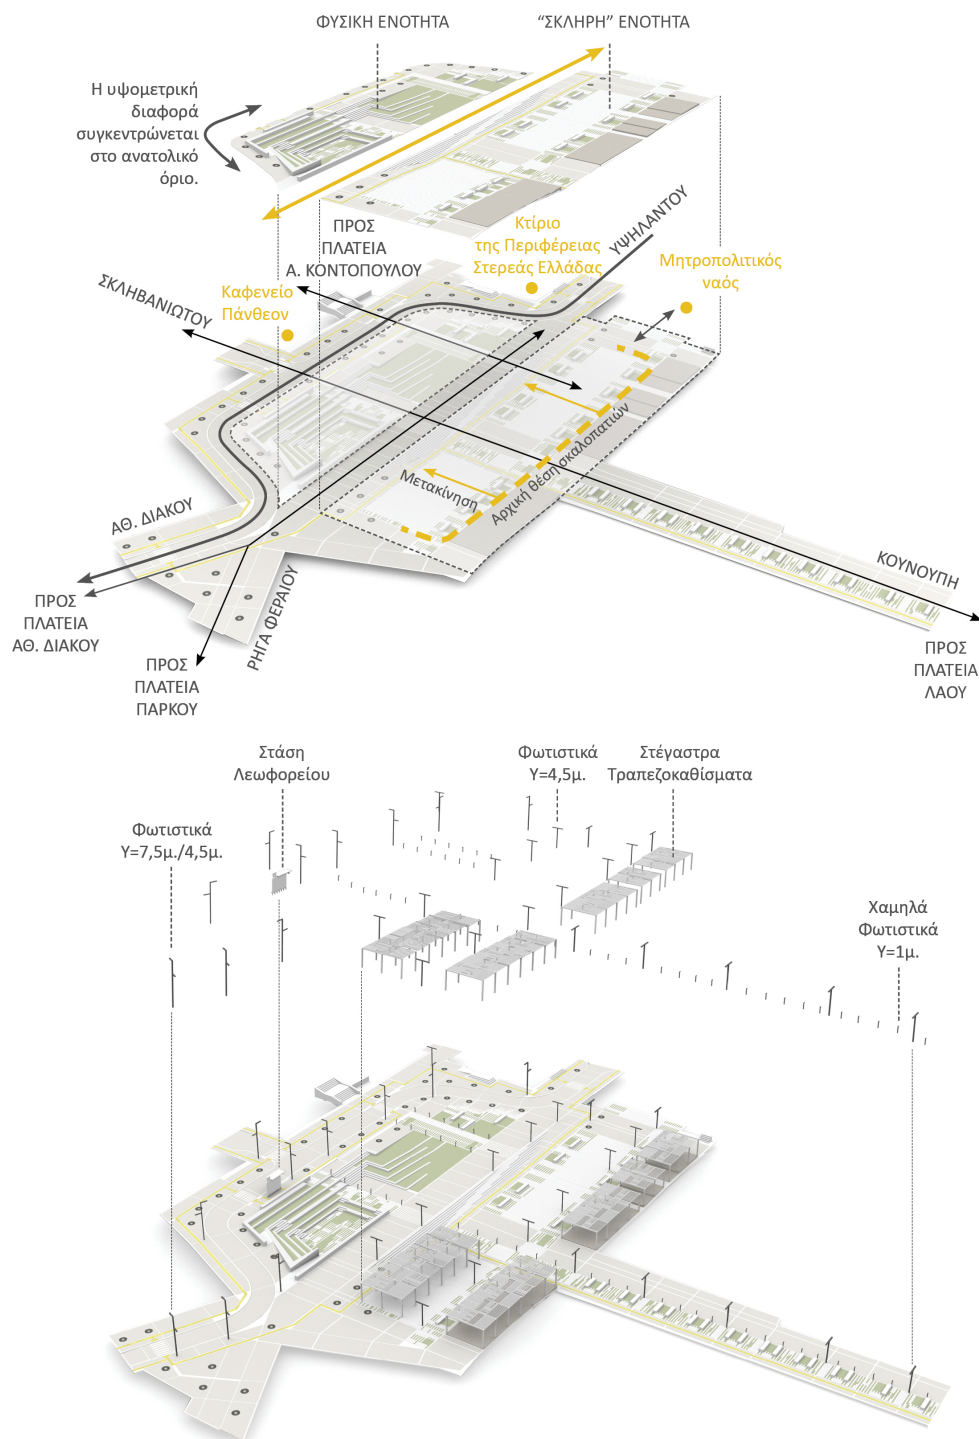 ΦΥΣΙΚΗ ΕΝΟΤΗΤΑ
“ΣΚΛΗΡΗ” ΕΝΟΤΗΤΑ
Η υψομετρική
διαφορά
συγκεντρώνεται
στο ανατολικό
όριο.
ΠΡΟΣ
ΠΛΑΤΕΙΑ
Α. ΚΟΝΤΟΠΟΥΛΟΥ
Κτίριο
της Περιφέρειας
Στερεάς Ελλάδας
ΥΨΗΛΑΝΤΟΥ
Μητροπολιτικός
ναός
ΣΚΛΗΒΑΝΙΩΤΟΥ
Καφενείο
Πάνθεον
Μετακίνηση
Αρχική θέση σκαλοπατιών
ΑΘ. ΔΙΑΚΟΥ
ΚΟΥΝΟΥΠΗ
ΠΡΟΣ
ΠΛΑΤΕΙΑ
ΑΘ. ΔΙΑΚΟΥ
ΡΗΓΑ ΦΕΡΑΙΟΥ
ΠΡΟΣ
ΠΛΑΤΕΙΑ
ΠΑΡΚΟΥ
ΠΡΟΣ
ΠΛΑΤΕΙΑ
ΛΑΟΥ
Στάση
Λεωφορείου
Φωτιστικά
Υ=4,5μ.
Στέγαστρα
Τραπεζοκαθίσματα
Φωτιστικά
Υ=7,5μ./4,5μ.
Χαμηλά
Φωτιστικά
Υ=1μ.